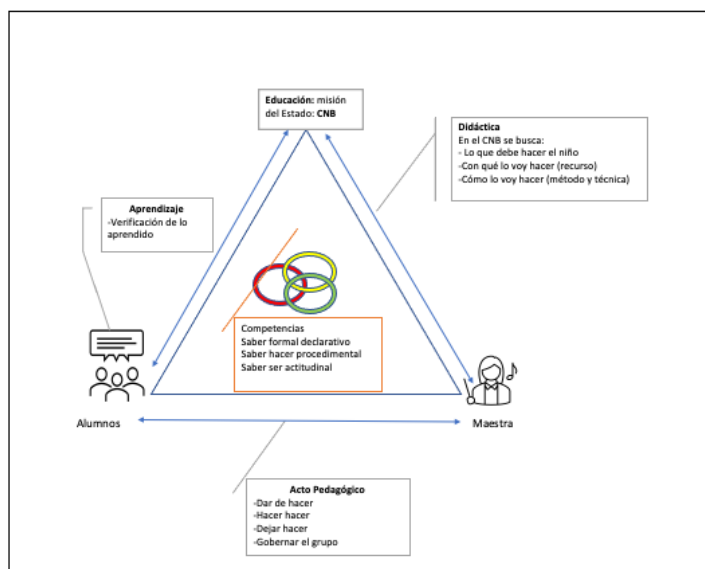 Educación: misión
del Estado: CNB
Didáctica
En el CNB se busca:
- Lo que debe hacer el niño
-Con qué lo voy hacer (recurso)
-Cómo lo voy hacer (método y técnica)
Aprendizaje
-Verificación de lo
aprendido
Competencias
Saber formal declarativo
Saber hacer procedimental
Saber ser actitudinal
Alumnos
Maestra
Acto Pedagógico
-Dar de hacer
-Hacer hacer
-Dejar hacer
-Gobernar el grupo